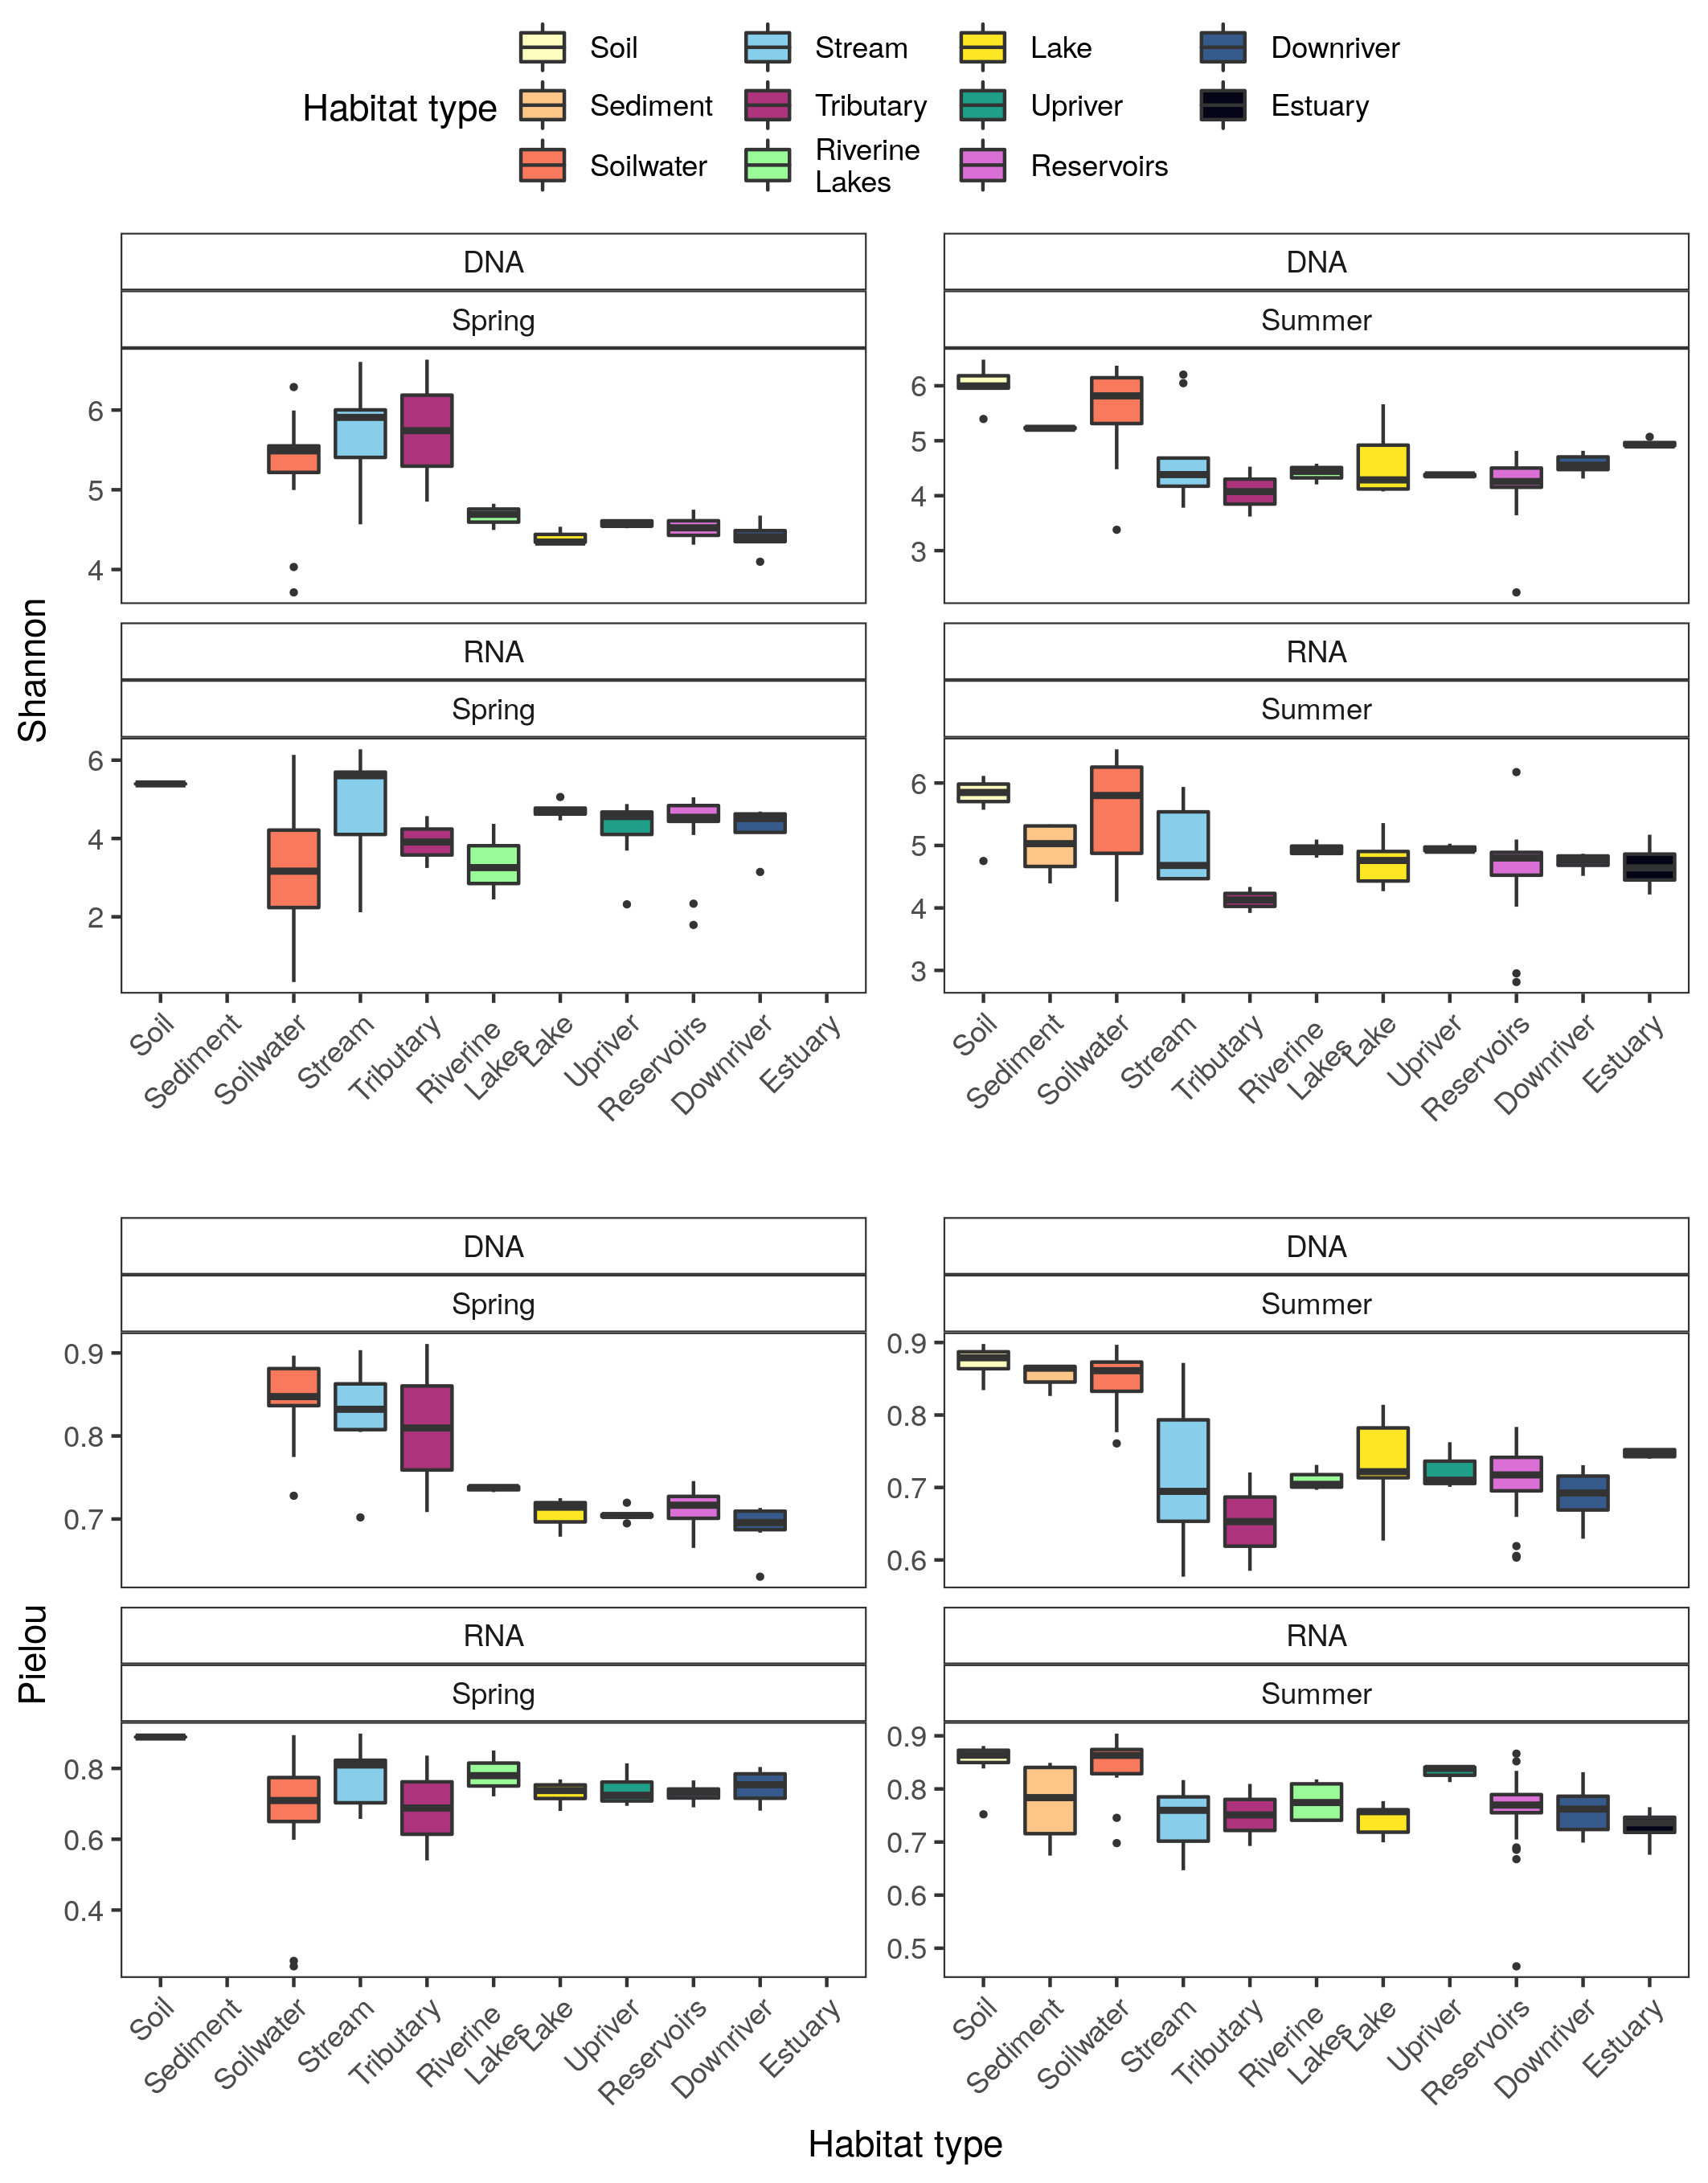 Habitat type
Soil
Sediment
Soilwater
Stream
Tributary
Riverine
Lakes
Lake
Upriver
Reservoirs
Downriver
Estuary
Shannon
DNA
Spring
6
5
4
DNA
Summer
6
5
4
3
RNA
Spring
6
4
2
Soil
Sediment
Soilwater
Stream
Tributary
Riverine
Lakes
Lake
Upriver
Reservoirs
Downriver
Estuary
RNA
Summer
6
5
4
3
Soil
Sediment
Soilwater
Stream
Tributary
Riverine
Lakes
Lake
Upriver
Reservoirs
Downriver
Estuary
Pielou
DNA
Spring
0.9
0.8
0.7
DNA
Summer
0.9
0.8
0.7
0.6
RNA
Spring
0.8
0.6
0.4
Soil
Sediment
Soilwater
Stream
Tributary
Riverine
Lakes
Lake
Upriver
Reservoirs
Downriver
Estuary
RNA
Summer
0.9
0.8
0.7
0.6
0.5
Soil
Sediment
Soilwater
Stream
Tributary
Riverine
Lakes
Lake
Upriver
Reservoirs
Downriver
Estuary
Habitat type